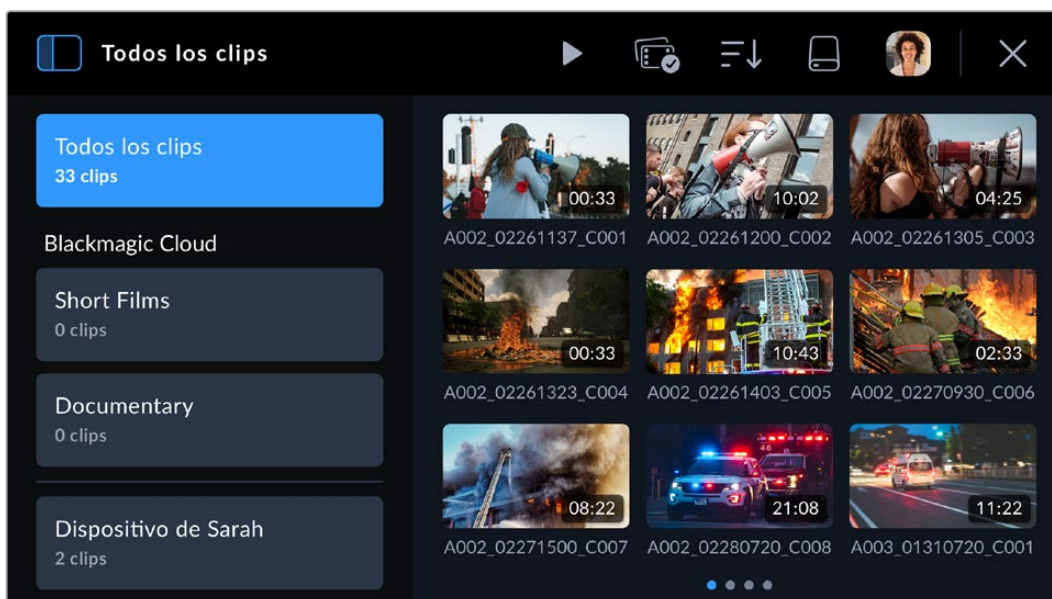 Todos los clips
Todos los clips
33 clips
Blackmagic Cloud
Short Films
0 clips
Documentary
0 clips
Dispositivo de Sarah
2 clips
00:33
10:02
04:25
A002_02261137_C001
A002_02261200_C002
A002_02261305_C003
00:33
10:43
02:33
A002_02261323_C004
A002_02261403_C005
A002_02270930_C006
08:22
21:08
11:22
A002_02271500_C007
A002_02280720_C008
A003_01310720_C001